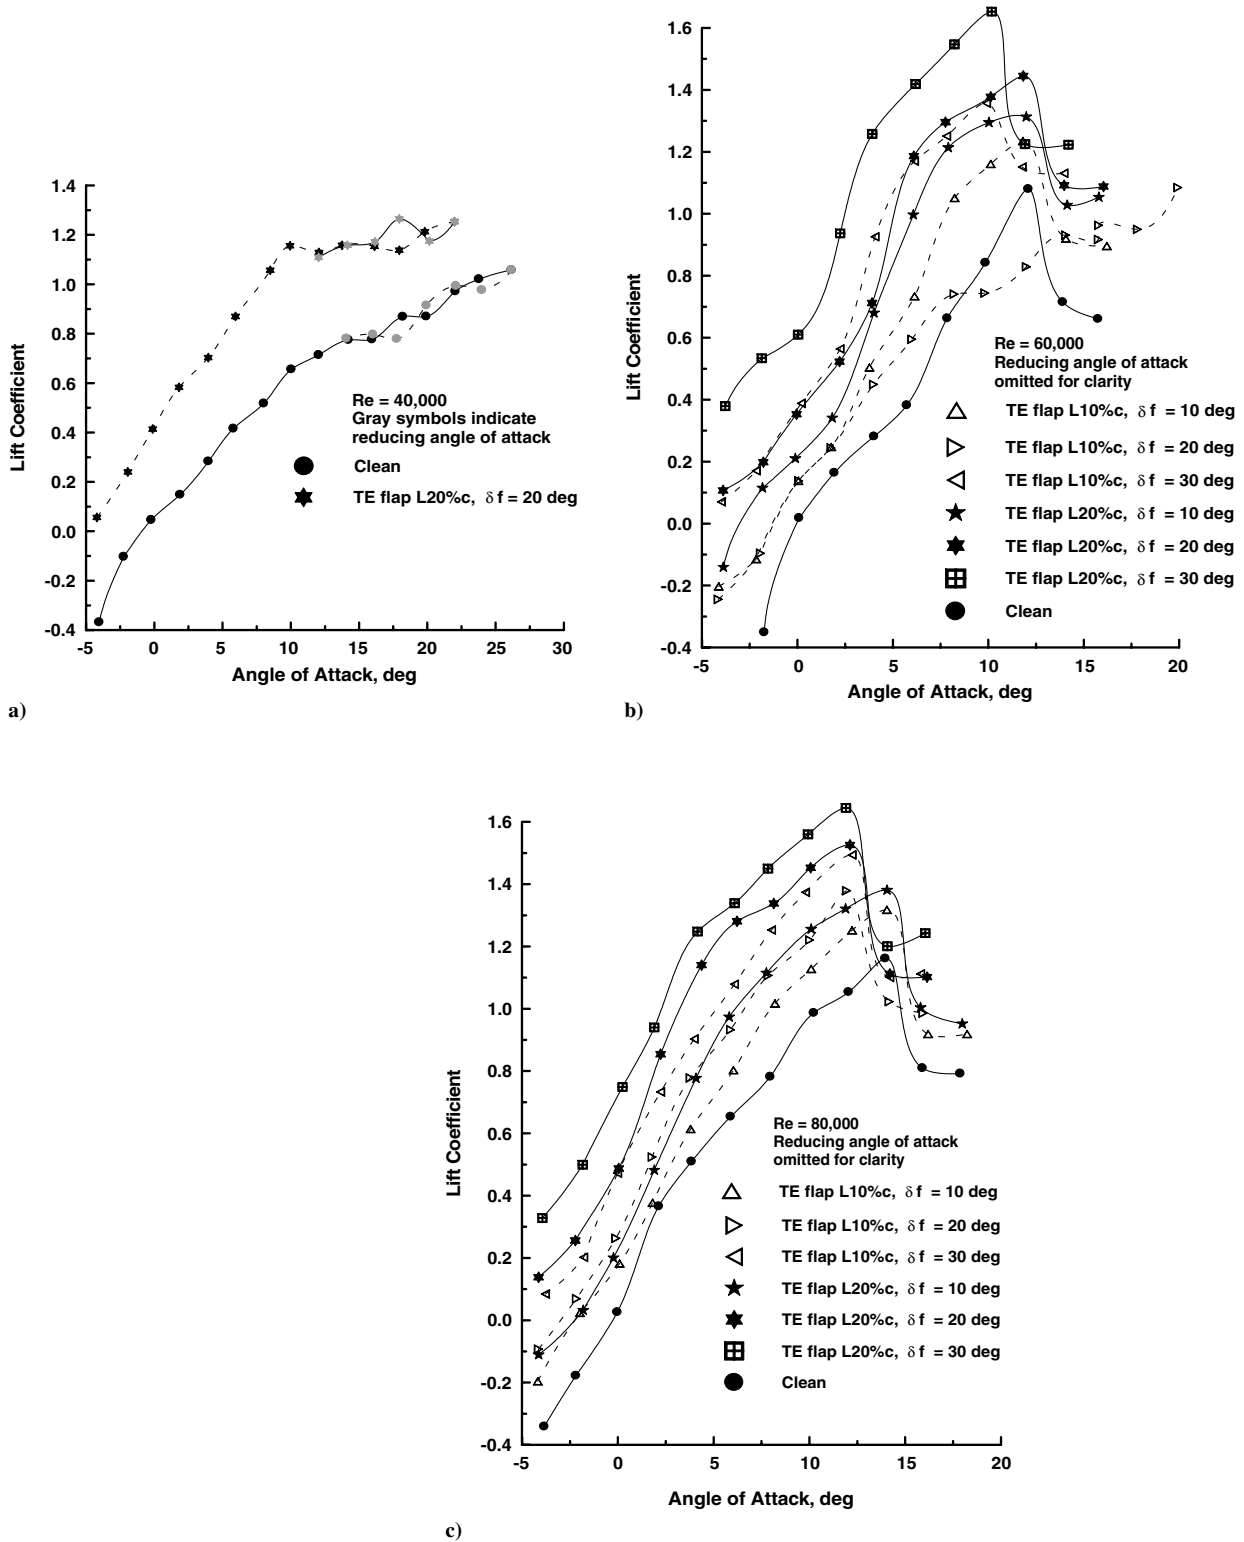 1.4
1.2
1.0
0.8
0.6
0.4
0.2
0.0
-0.2
-0.4
Lift Coefficient
-5 0 5 10 15 20 25 30
Angle of Attack, deg
Re = 40,000
Gray symbols indicate
reducing angle of attack
Clean
TE flap L20%c, δf = 20 deg
a)
1.6
1.4
1.2
1.0
0.8
0.6
0.4
0.2
0.0
-0.2
-0.4
Lift Coefficient
-5 0 5 10 15 20
Angle of Attack, deg
Re = 60,000
Reducing angle of attack
omitted for clarity
TE flap L10%c, δf = 10 deg
TE flap L10%c, δf = 20 deg
TE flap L10%c, δf = 30 deg
TE flap L20%c, δf = 10 deg
TE flap L20%c, δf = 20 deg
TE flap L20%c, δf = 30 deg
Clean
b)
1.6
1.4
1.2
1.0
0.8
0.6
0.4
0.2
0.0
-0.2
-0.4
Lift Coefficient
-5 0 5 10 15 20
Angle of Attack, deg
Re = 80,000
Reducing angle of attack
omitted for clarity
TE flap L10%c, δf = 10 deg
TE flap L10%c, δf = 20 deg
TE flap L10%c, δf = 30 deg
TE flap L20%c, δf = 10 deg
TE flap L20%c, δf = 20 deg
TE flap L20%c, δf = 30 deg
Clean
c)